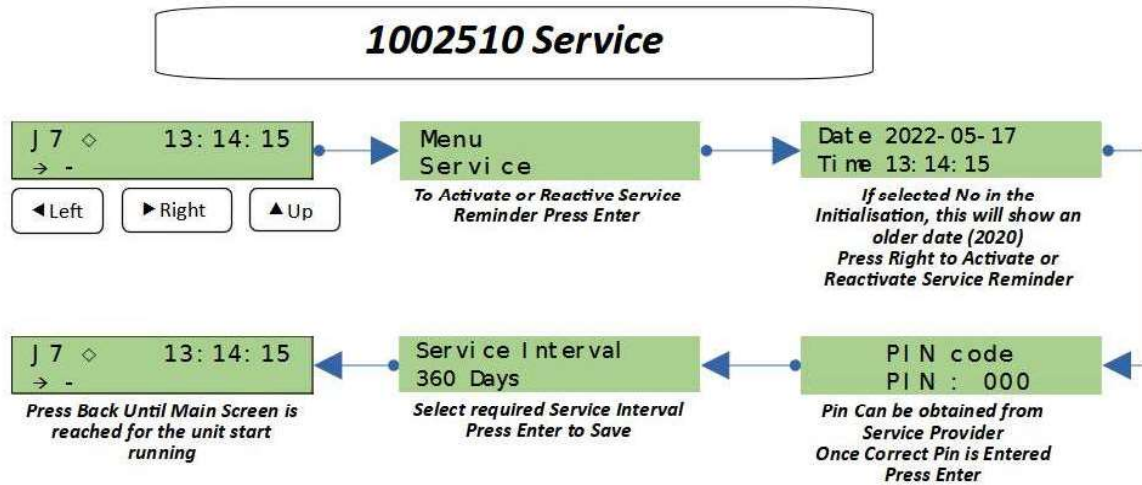 1002510 Service
J7 ◇ 13:14:15
→ -
◄Left ►Right ▲Up
Menu
Service
To Activate or Reactive Service
Reminder Press Enter
Date 2022-05-17
Time 13:14:15
If selected No in the
Initialisation, this will show an
older date (2020)
Press Right to Activate or
Reactivate Service Reminder
PIN code
PIN : 000
Pin Can be obtained from
Service Provider
Once Correct Pin is Entered
Press Enter
Service Interval
360 Days
Select required Service Interval
Press Enter to Save
J7 ◇ 13:14:15
→ -
Press Back Until Main Screen is
reached for the unit start
running